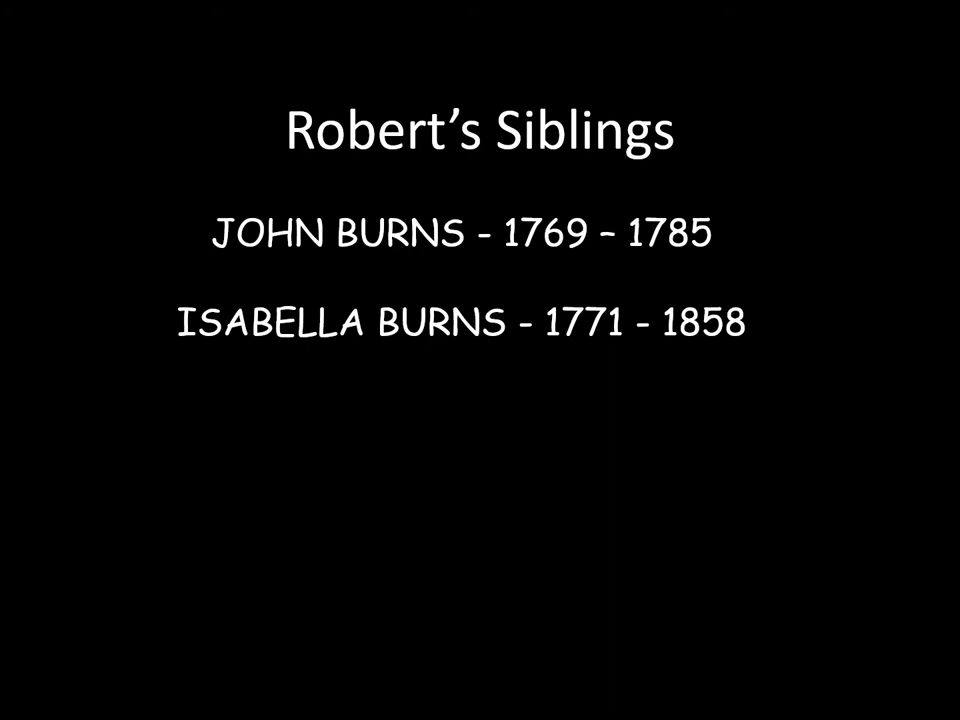 Robert’s Siblings
JOHN BURNS - 1769 – 1785
ISABELLA BURNS - 1771 - 1858